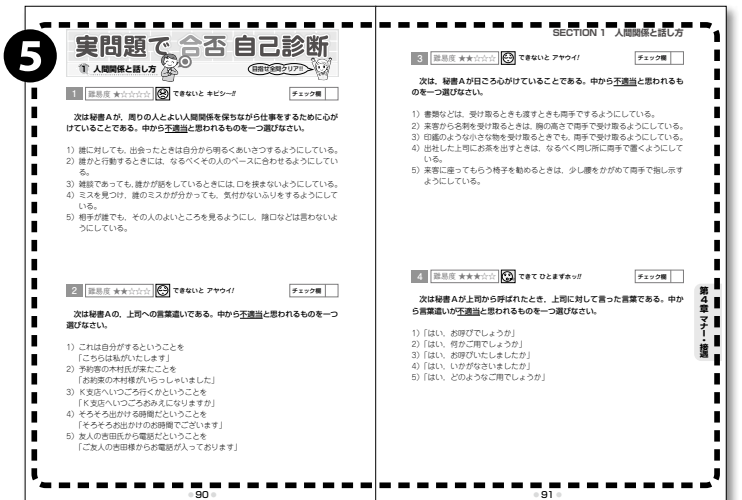 5
実問題で 合否 自己診断
1 人間関係と話し方
目指せ全問クリア!!
1 難易度 ★☆☆☆☆ できないと キビシー!! チェック欄
次は秘書Aが、周りの人とよい人間関係を保ちながら仕事をするために心が
けていることである。中から不適当と思われるものを一つ選びなさい。
1)誰に対しても、出会ったときは自分から明るくあいさつするようにしている。
2)誰かと行動するときには、なるべくその人のペースに合わせるようにしてい
る。
3)雑談であっても、誰かが話をしているときには、口を挟まないようにしている。
4)ミスを見つけ、誰のミスかが分かっても、気付かないふりをするようにして
いる。
5)相手が誰でも、その人のよいところを見るようにし、陰口などは言わないよ
うにしている。
2 難易度 ★★☆☆☆ できないと アヤウイ! チェック欄
次は秘書Aの、上司への言葉遣いである。中から不適当と思われるものを一つ
選びなさい。
1)これは自分がするということを
「こちらは私がいたします」
2)予約客の木村氏が来たことを
「お約束の木村様がいらっしゃいました」
3)K支店へいつごろ行くかということを
「K支店へいつごろおみえになりますか」
4)そろそろ出かける時間だということを
「そろそろお出かけのお時間でございます」
5)友人の吉田氏から電話だということを
「ご友人の吉田様からお電話が入っております」
90
SECTION 1 人間関係と話し方
3 難易度 ★★☆☆☆ できないと アヤウイ! チェック欄
次は、秘書Aが日ごろ心がけていることである。中から不適当と思われるも
のを一つ選びなさい。
1)書類などは、受け取るときも渡すときも両手でするようにしている。
2)来客から名刺を受け取るときは、胸の高さで両手で受け取るようにしている。
3)印鑑のような小さな物を受け取るときでも、両手で受け取るようにしている。
4)出社した上司にお茶を出すときは、なるべく同じ所に両手で置くようにして
いる。
5)来客に座ってもらう椅子を勧めるときは、少し腰をかがめて両手で指し示す
ようにしている。
4 難易度 ★★★☆☆ できて ひとまずホッ!! チェック欄
次は秘書Aが上司から呼ばれたとき、上司に対して言った言葉である。中か
ら言葉遣いが不適当と思われるものを一つ選びなさい。
1)「はい、お呼びでしょうか」
2)「はい、何かご用でしょうか」
3)「はい、お呼びいたしましたか」
4)「はい、いかがなさいましたか」
5)「はい、どのようなご用でしょうか」
第4章 マナー・接遇
91